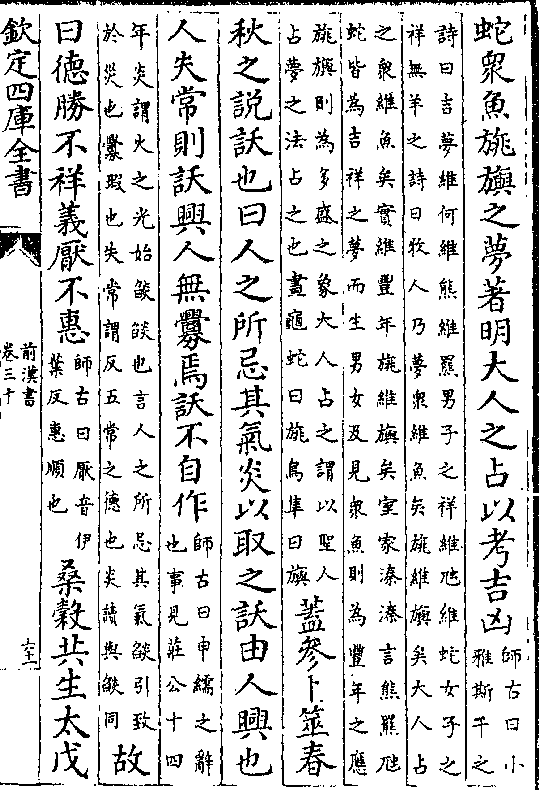 蛇眾魚旐旟之夢著明大人之占以考吉凶
師古曰小
雅斯干之
詩曰吉夢維何維熊維羆男子之祥維虺維蛇女子之
祥無羊之詩曰牧人乃夢眾維魚矣旐維旟矣大人占
之眾維魚矣實維豐年旐維旟矣室家溱溱言熊羆虺
蛇皆為吉祥之夢而生男女及見眾魚則為豐年之應
旐旟則為多盛之象大人占之謂以聖人
占夢之法占之也畫龜蛇曰旐鳥隼曰旟
蓋參卜筮春
秋之説訞也曰人之所忌其氣炎以取之訞由人興也
人失常則訞興人無釁焉訞不自作
師古曰申繻之辭
也事見莊公十四
年炎謂火之光始燄燄也言人之所忌其氣燄引致
於災也釁瑕也失常謂反五常之德也炎讀與燄同
故
曰德勝不祥義厭不惠
師古曰厭音伊
葉反惠順也
桑穀共生太戊
欽定四庫全書
前漢書
卷三十